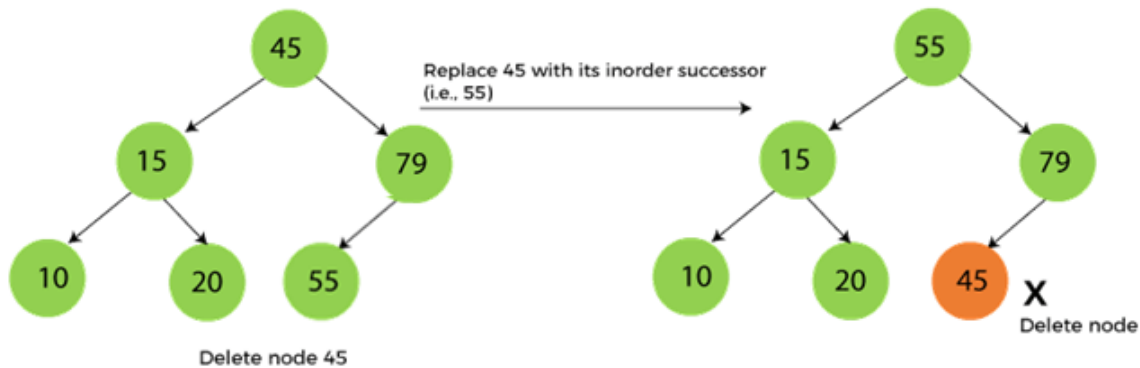 45
15
79
10
20
55
Delete node 45
Replace 45 with its inorder successor
(i.e., 55)
55
15
79
10
20
45
X
Delete node